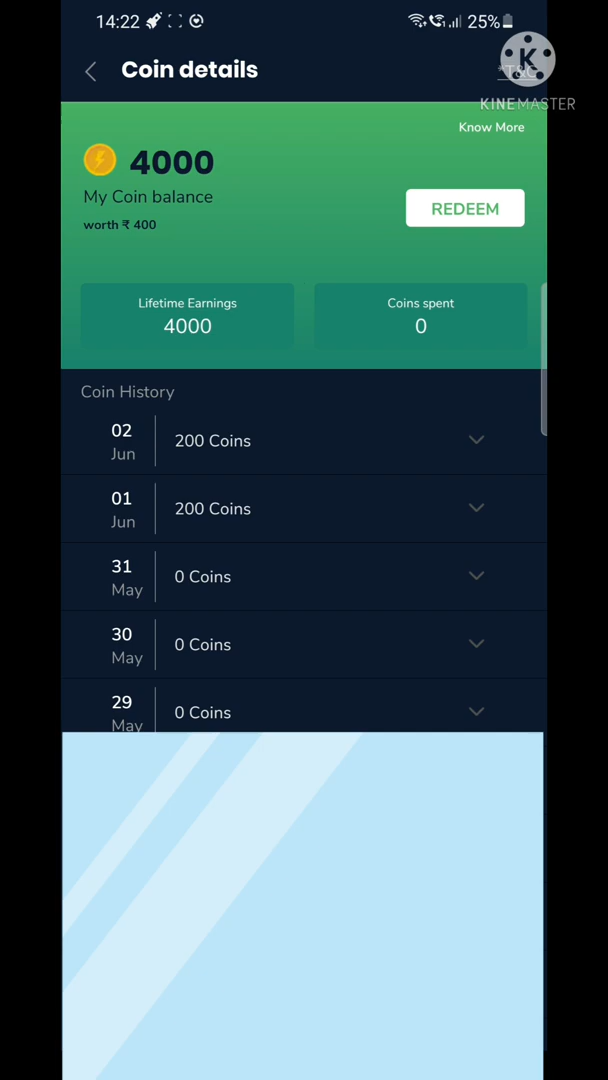 14:22
25%
Coin details
*T&C
K
KINEMASTER
Know More
4000
My Coin balance
worth ₹ 400
REDEEM
Lifetime Earnings
4000
Coins spent
0
Coin History
02
Jun
200 Coins
01
Jun
200 Coins
31
May
0 Coins
30
May
0 Coins
29
May
0 Coins